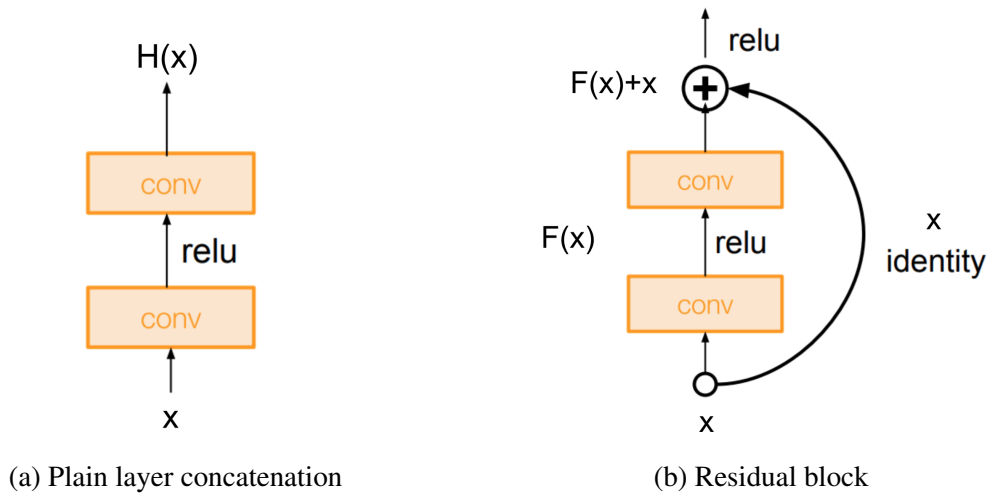 H(x)
conv
relu
conv
x
(a) Plain layer concatenation
relu
F(x)+x
conv
F(x)
relu
x
identity
conv
x
(b) Residual block